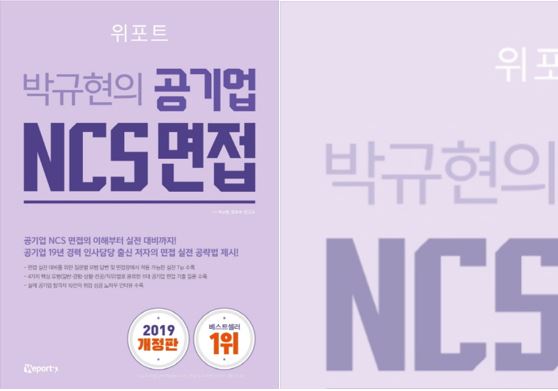 위포트
박규현의 공기업
NCS 면접
공기업 NCS 면접의 이해부터 실전 대비까지!
공기업 19년 경력 인사담당 출신 저자의 면접 실전 공략법 제시!
2019
개정판
베스트셀러
1위
Weport
위포
박규현의
NCS